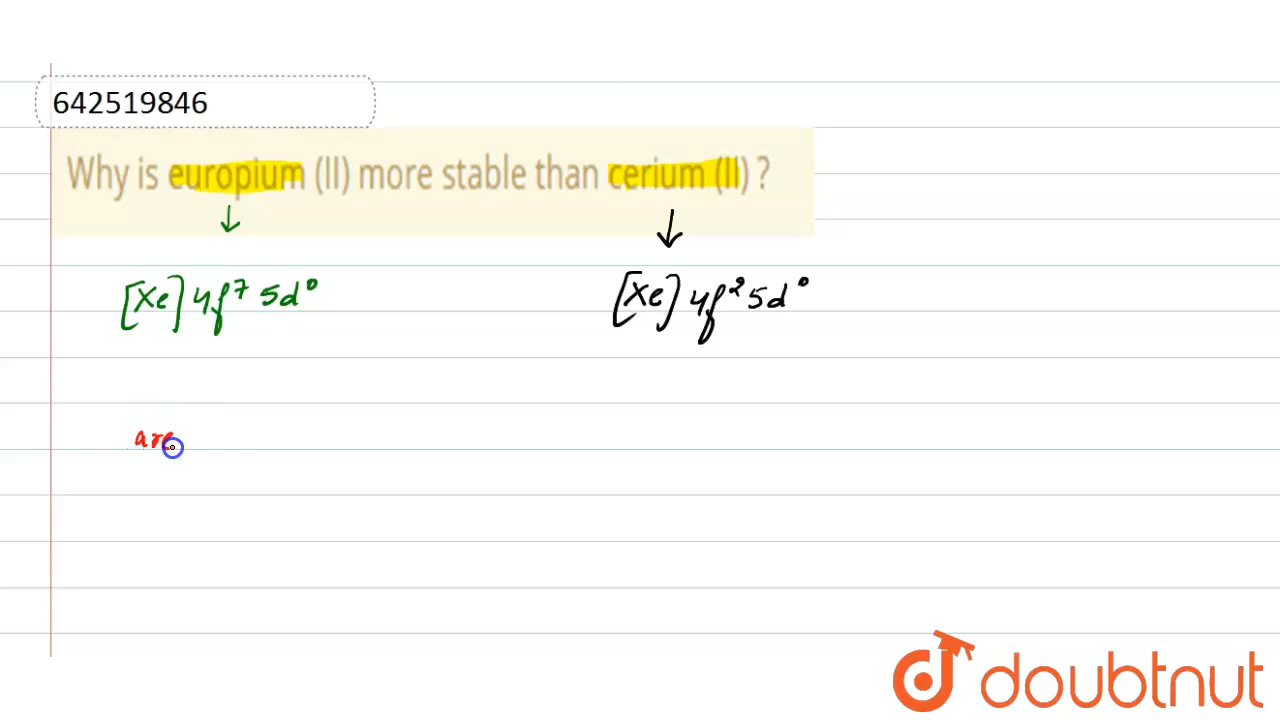 642519846
Why is europium (II) more stable than cerium (II) ?
[Xe] 4f⁷ 5d⁰
[Xe] 4f² 5d⁰
are
doubtnut